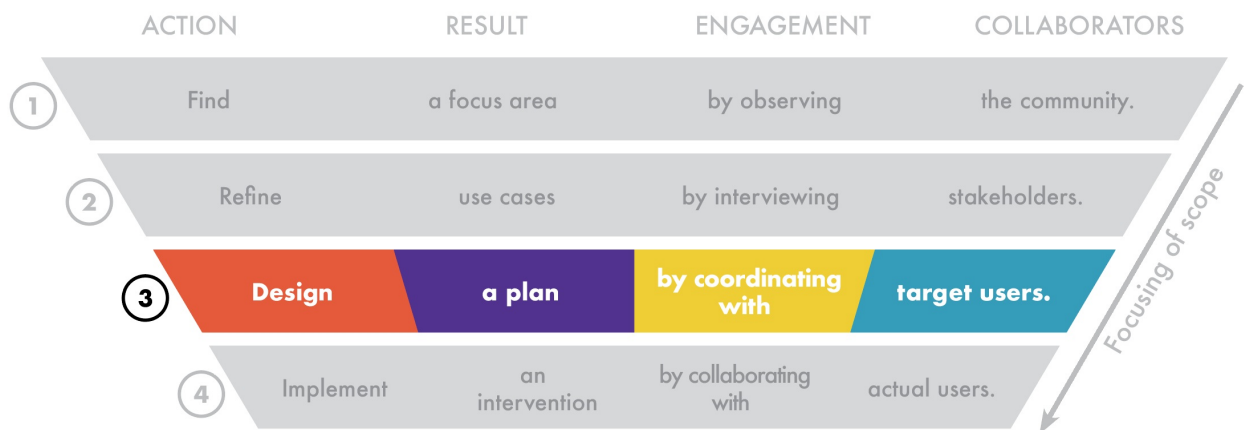 ACTION RESULT ENGAGEMENT COLLABORATORS
1 Find a focus area by observing the community.
2 Refine use cases by interviewing stakeholders.
3 Design a plan by coordinating with target users.
4 Implement an intervention by collaborating with actual users.
Focusing of scope